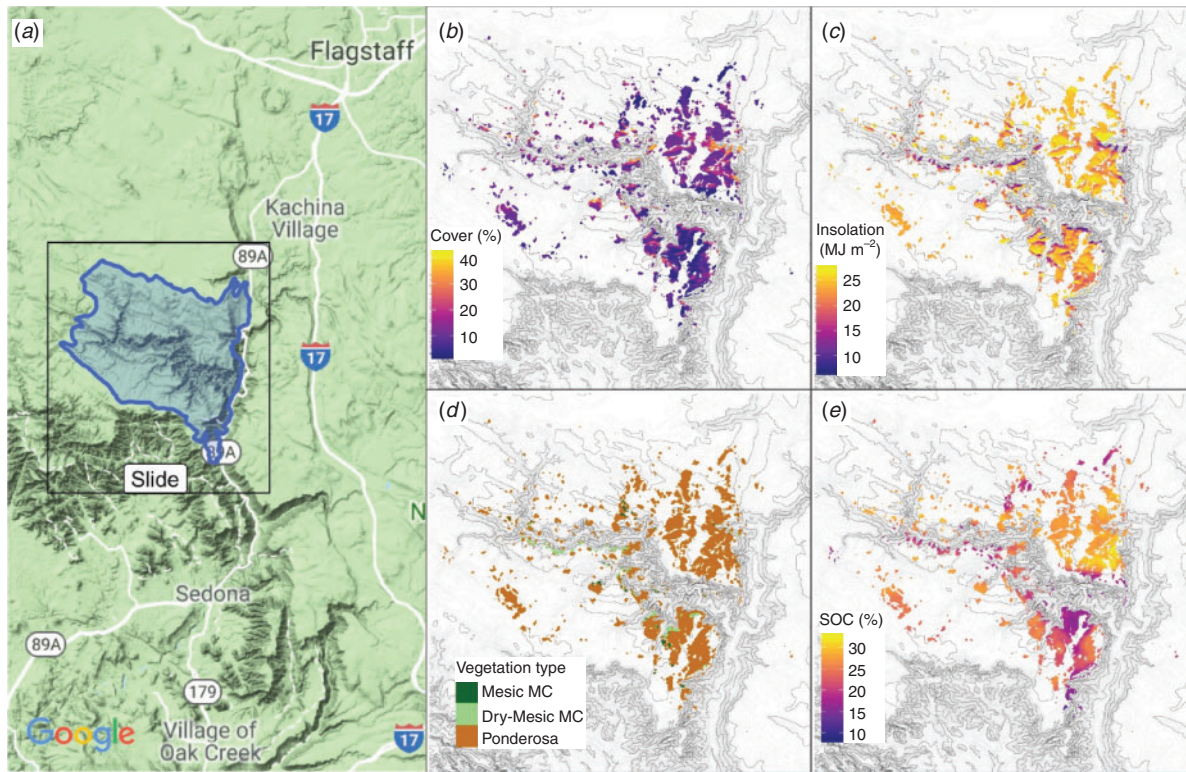 (a)
Flagstaff
17
Kachina
Village
89A
17
89A
Slide
N
Sedona
89A
179
Village of
Oak Creek
17
Google
(b)
Cover (%)
40
30
20
10
(c)
Insolation
(MJ m⁻²)
25
20
15
10
(d)
Vegetation type
Mesic MC
Dry-Mesic MC
Ponderosa
(e)
SOC (%)
30
25
20
15
10